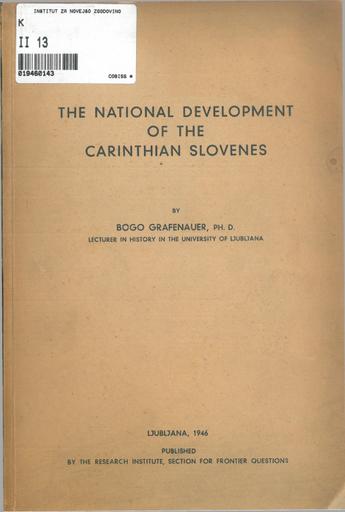 INSTITUT ZA NOVEJŠO ZGODOVINO
K
II 13
019460143
COBISS *
THE NATIONAL DEVELOPMENT
OF THE
CARINTHIAN SLOVENES
BY
BOGO GRAFENAUER, PH. D.
LECTURER IN HISTORY IN THE UNIVERSITY OF LJUBLJANA
LJUBLJANA, 1946
PUBLISHED
BY THE RESEARCH INSTITUTE, SECTION FOR FRONTIER QUESTIONS